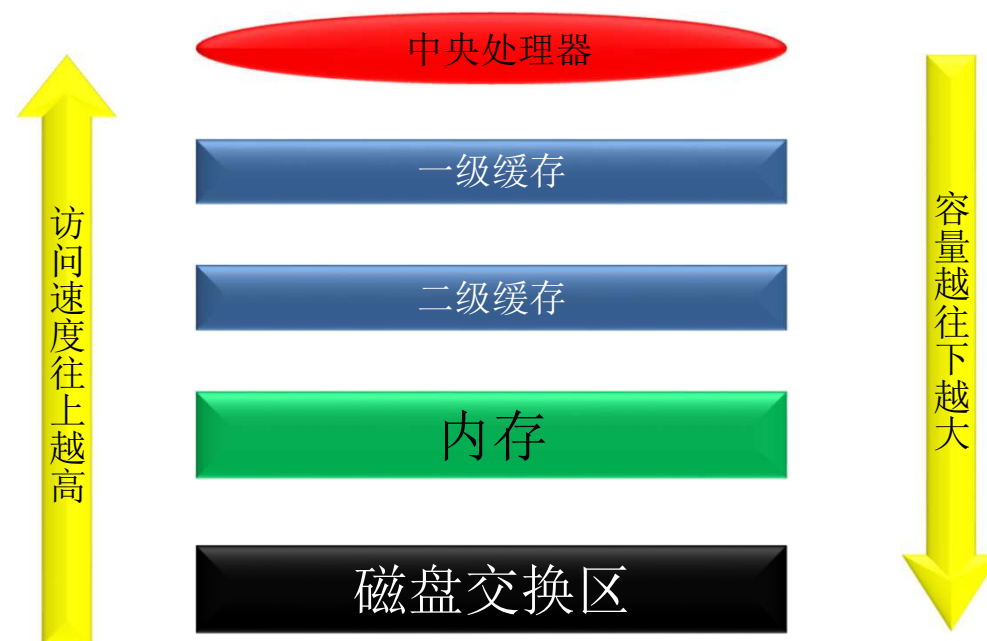 中央处理器
一级缓存
二级缓存
内存
磁盘交换区
访问速度往上越高
容量越往下越大